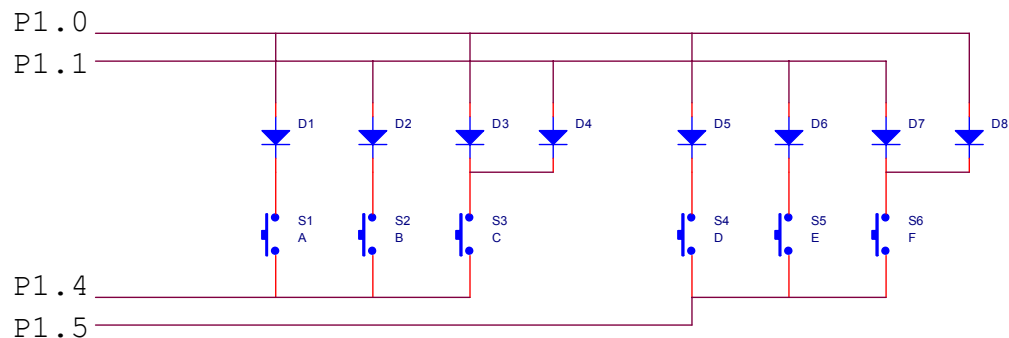 P1.0
P1.1
D1 D2 D3 D4 D5 D6 D7 D8
S1 S2 S3 S4 S5 S6
A B C D E F
P1.4
P1.5